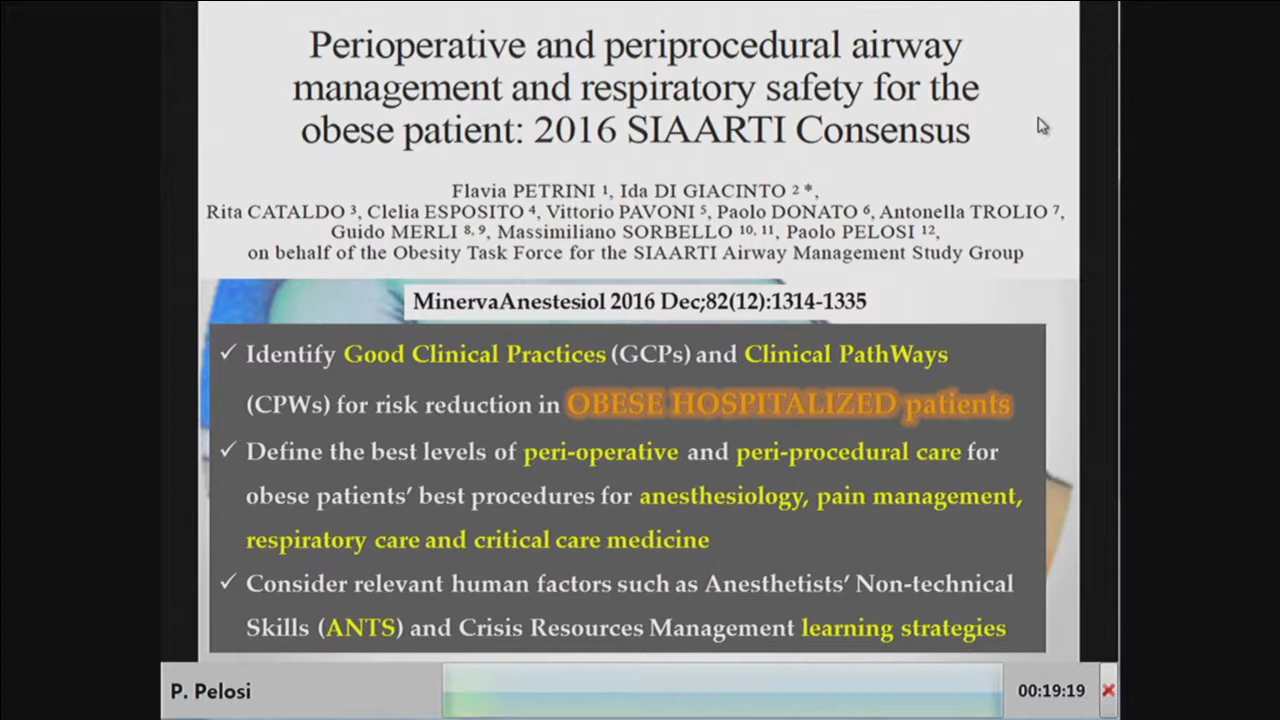 Perioperative and periprocedural airway
management and respiratory safety for the
obese patient: 2016 SIAARTI Consensus
Flavia PETRINI 1, Ida DI GIACINTO 2 *,
Rita CATALDO 3, Clelia ESPOSITO 4, Vittorio PAVONI 5, Paolo DONATO 6, Antonella TROLIO 7,
Guido MERLI 8, 9, Massimiliano SORBELLO 10, 11, Paolo PELOSI 12,
on behalf of the Obesity Task Force for the SIAARTI Airway Management Study Group
MinervaAnestesiol 2016 Dec;82(12):1314-1335
✓ Identify Good Clinical Practices (GCPs) and Clinical PathWays
(CPWs) for risk reduction in OBESE HOSPITALIZED patients
✓ Define the best levels of peri-operative and peri-procedural care for
obese patients’ best procedures for anesthesiology, pain management,
respiratory care and critical care medicine
✓ Consider relevant human factors such as Anesthetists’ Non-technical
Skills (ANTS) and Crisis Resources Management learning strategies
P. Pelosi
00:19:19